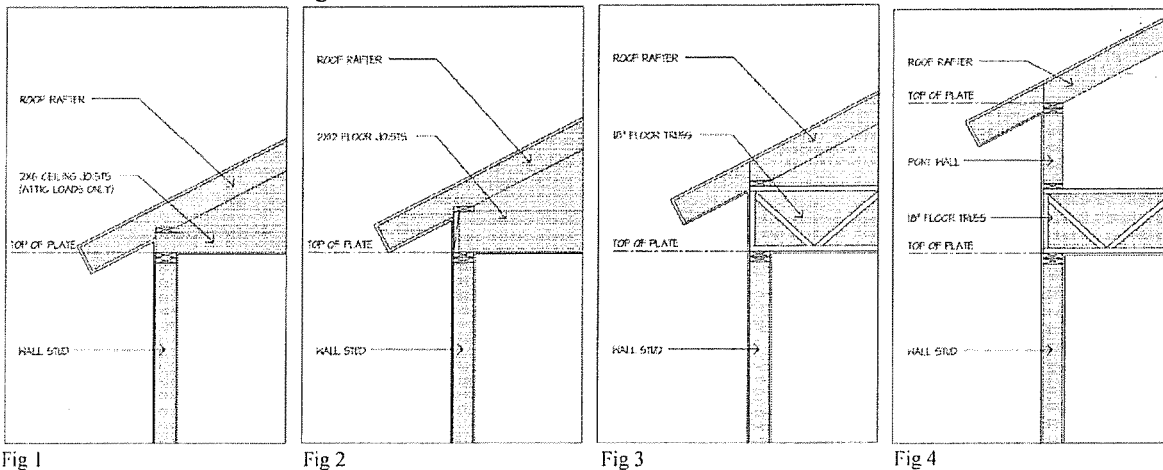 ROOF RAFTER
2X6 CEILING JOISTS
(ATTIC LOADS ONLY)
TOP OF PLATE
WALL STUD
Fig 1
ROOF RAFTER
2X12 FLOOR JOISTS
TOP OF PLATE
WALL STUD
Fig 2
ROOF RAFTER
18" FLOOR TRUSS
TOP OF PLATE
WALL STUD
Fig 3
ROOF RAFTER
TOP OF PLATE
PONY WALL
18" FLOOR TRUSS
TOP OF PLATE
WALL STUD
Fig 4